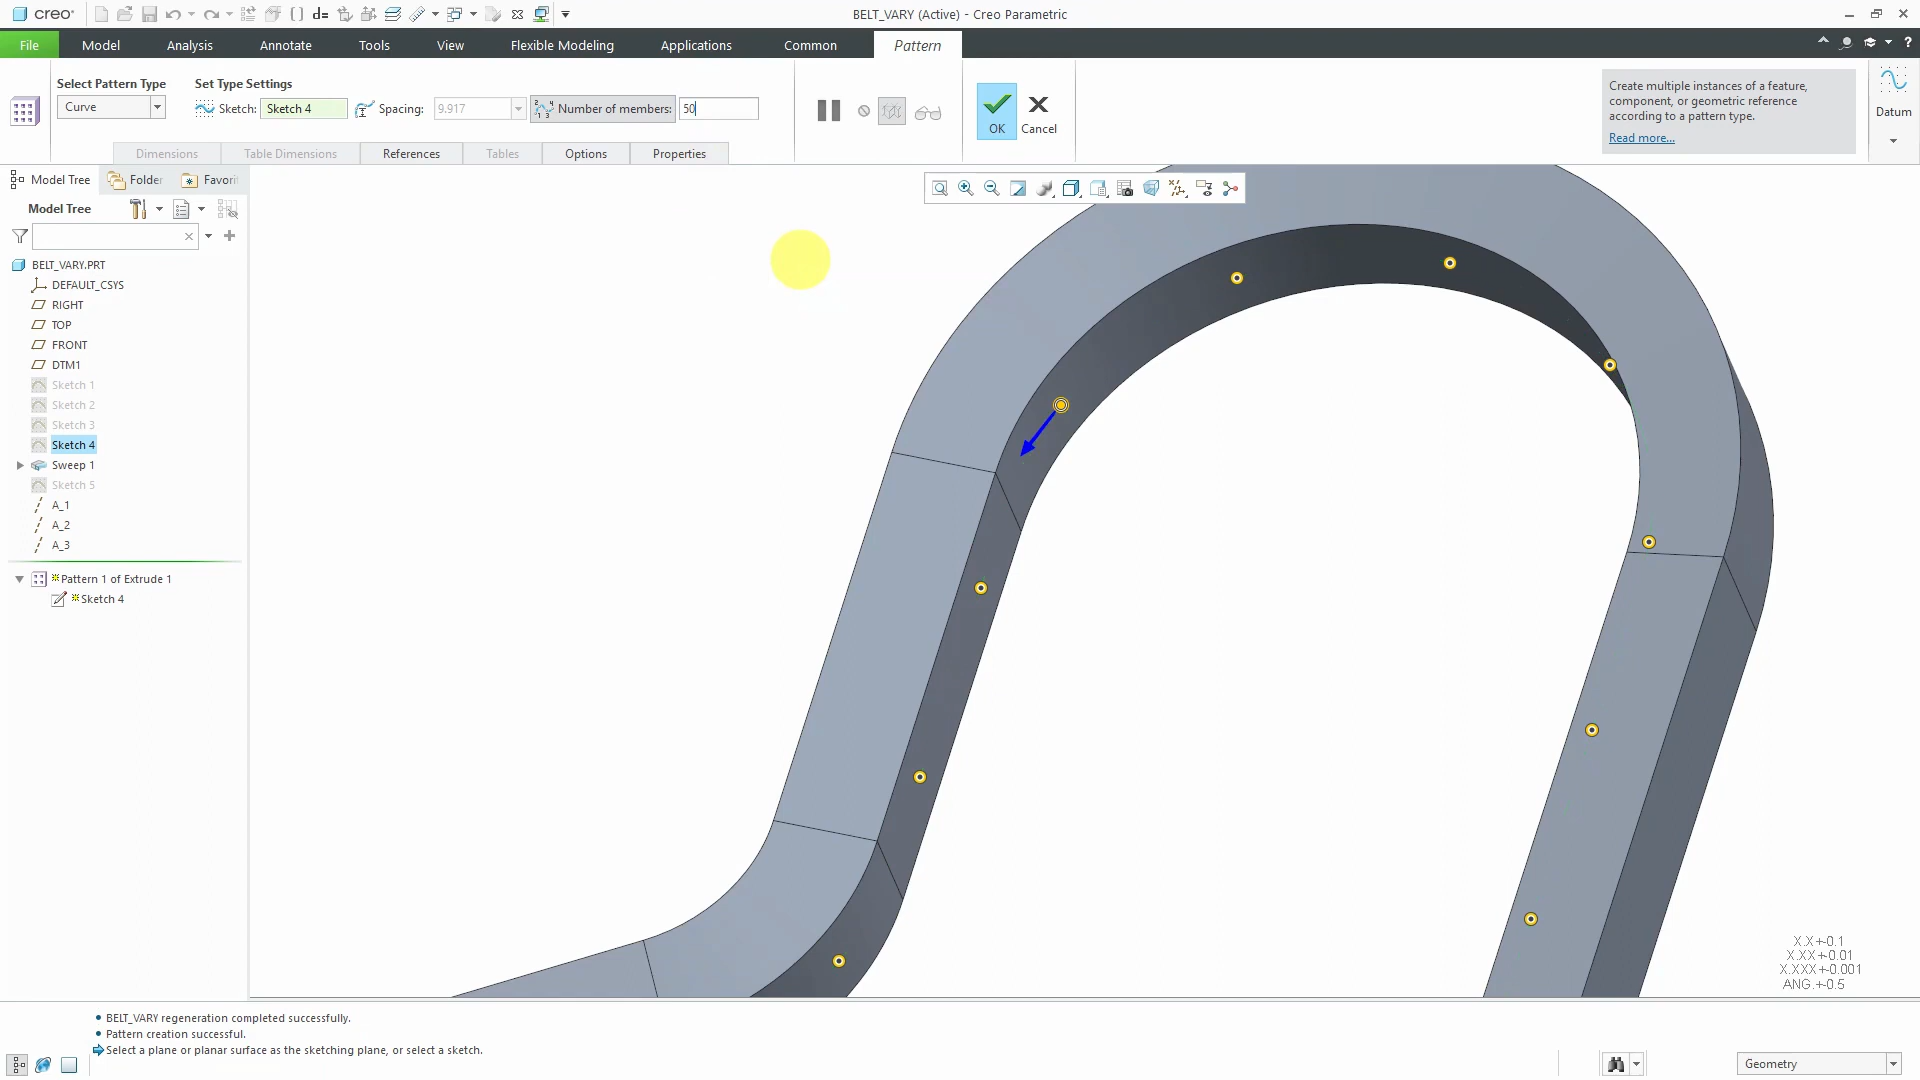 creo
BELT_VARY (Active) - Creo Parametric
File
Model
Analysis
Annotate
Tools
View
Flexible Modeling
Applications
Common
Pattern
Select Pattern Type
Curve
Set Type Settings
Sketch:
Sketch 4
Spacing:
9.917
Number of members:
50
OK
Cancel
Create multiple instances of a feature,
component, or geometric reference
according to a pattern type.
Read more...
Datum
Dimensions
Table Dimensions
References
Tables
Options
Properties
Model Tree
Folder
Favori
Model Tree
BELT_VARY.PRT
DEFAULT_CSYS
RIGHT
TOP
FRONT
DTM1
Sketch 1
Sketch 2
Sketch 3
Sketch 4
Sweep 1
Sketch 5
A_1
A_2
A_3
Pattern 1 of Extrude 1
Sketch 4
X.X+-0.1
X.XX+-0.01
X.XXX+-0.001
ANG.+-0.5
BELT_VARY regeneration completed successfully.
Pattern creation successful.
Select a plane or planar surface as the sketching plane, or select a sketch.
Geometry